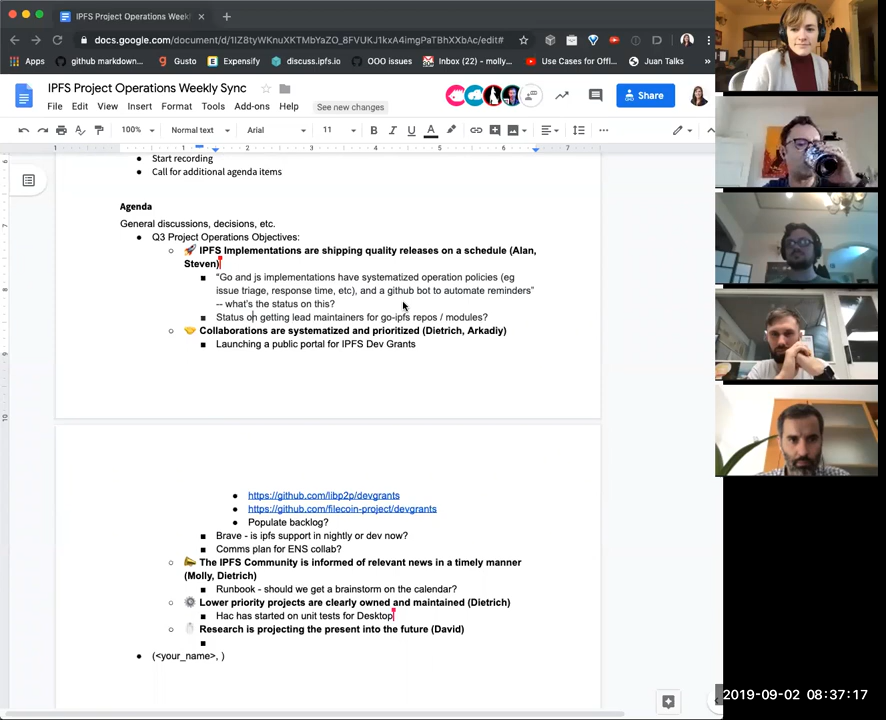 IPFS Project Operations Weekl
docs.google.com/document/d/1IZ8tyWKnuXKTMbYaZO_8FVUKJ1kxA4imgPaTBHXXbAc/edit#
Apps
github markdown...
Gusto
Expensify
discuss.ipfs.io
OOO issues
Inbox (22) - molly...
Use Cases for Offl...
Juan Talks
IPFS Project Operations Weekly Sync
File Edit View Insert Format Tools Add-ons Help
See new changes
Share
100%
Normal text
Arial
11
B I U A
1 1 2 3 4 5 6 7
• Start recording
• Call for additional agenda items
Agenda
General discussions, decisions, etc.
• Q3 Project Operations Objectives:
○ 🚀 IPFS Implementations are shipping quality releases on a schedule (Alan,
Steven)
■ "Go and js implementations have systematized operation policies (eg
issue triage, response time, etc), and a github bot to automate reminders"
-- what's the status on this?
■ Status on getting lead maintainers for go-ipfs repos / modules?
○ 🤝 Collaborations are systematized and prioritized (Dietrich, Arkadiy)
■ Launching a public portal for IPFS Dev Grants
● https://github.com/libp2p/devgrants
● https://github.com/filecoin-project/devgrants
● Populate backlog?
■ Brave - is ipfs support in nightly or dev now?
■ Comms plan for ENS collab?
○ The IPFS Community is informed of relevant news in a timely manner
(Molly, Dietrich)
■ Runbook - should we get a brainstorm on the calendar?
○ Lower priority projects are clearly owned and maintained (Dietrich)
■ Hac has started on unit tests for Desktop
○ Research is projecting the present into the future (David)
■
• (<your_name>, )
2019-09-02 08:37:17